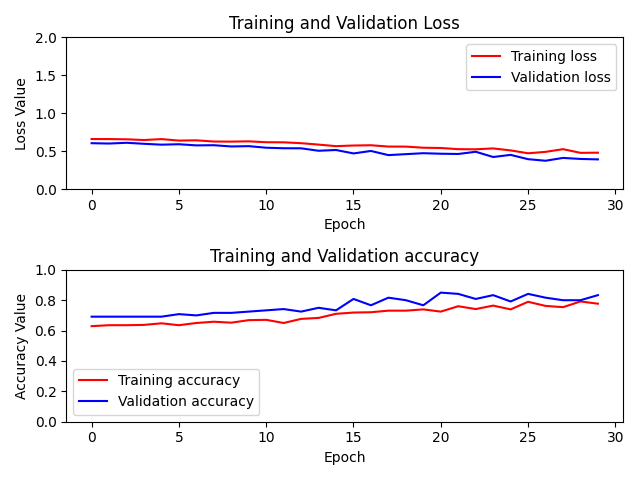 Training and Validation Loss
2.0
1.5
1.0
0.5
0.0
Loss Value
Training loss
Validation loss
0 5 10 15 20 25 30
Epoch
Training and Validation accuracy
1.0
0.8
0.6
0.4
0.2
0.0
Accuracy Value
Training accuracy
Validation accuracy
0 5 10 15 20 25 30
Epoch